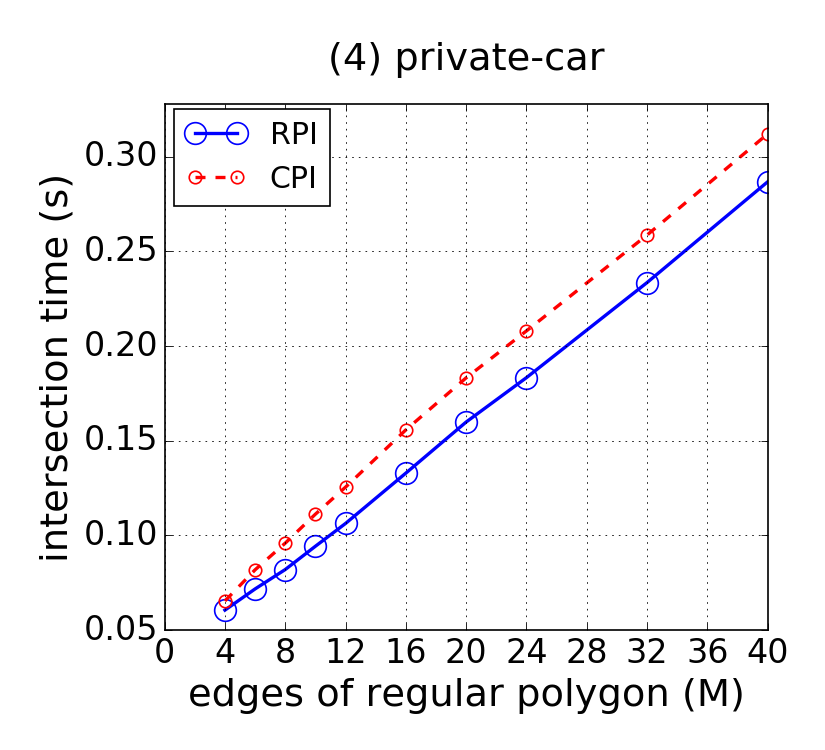 (4) private-car
RPI
CPI
intersection time (s)
0.30
0.25
0.20
0.15
0.10
0.05
0 4 8 12 16 20 24 28 32 36 40
edges of regular polygon (M)